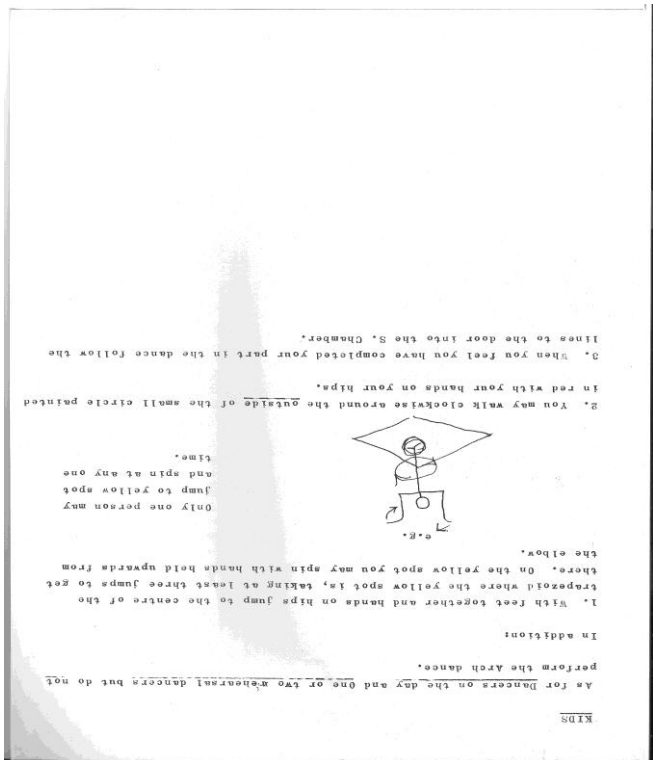 KIDS
As for Dancers on the day and One or two rehearsal dancers but do not
perform the Arch dance.
In addition:
1. With feet together and hands on hips jump to the centre of the
trapezoid where the yellow spot is, taking at least three jumps to get
there. On the yellow spot you may spin with hands held upwards from
the elbow.
e.g.
Only one person may
jump to yellow spot
and spin at any one
time.
2. You may walk clockwise around the outside of the small circle painted
in red with your hands on your hips.
3. When you feel you have completed your part in the dance follow the
lines to the door into the S. Chamber.